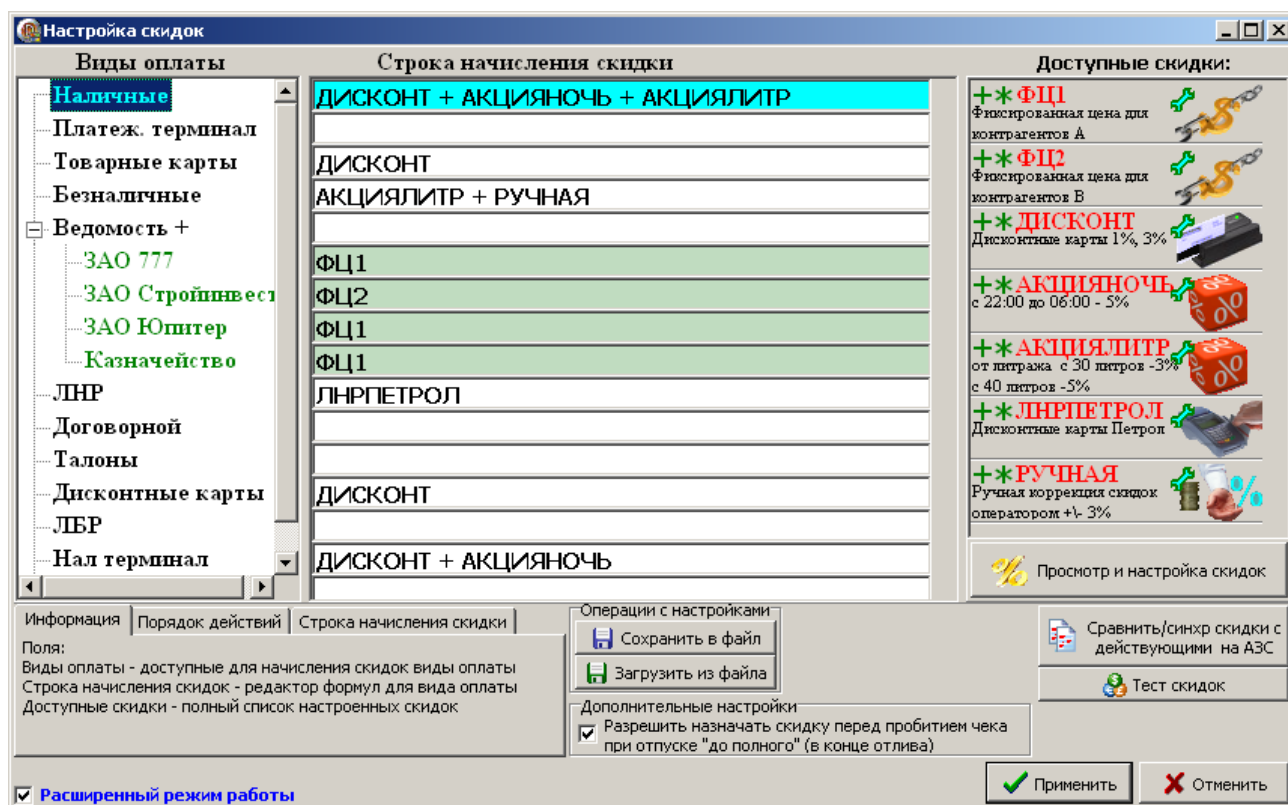 Настройка скидок
Виды оплаты
Строка начисления скидки
Доступные скидки:
Наличные
ДИСКОНТ + АКЦИЯНОЧЬ + АКЦИЯЛИТР
Платеж. терминал
Товарные карты
ДИСКОНТ
Безналичные
АКЦИЯЛИТР + РУЧНАЯ
Ведомость +
ЗАО 777
ФЦ1
ЗАО Стройинвест
ФЦ2
ЗАО Юпитер
ФЦ1
Казначейство
ФЦ1
ЛНР
ЛНРПЕТРОЛ
Договорной
Талоны
Дисконтные карты
ДИСКОНТ
ЛБР
Нал терминал
ДИСКОНТ + АКЦИЯНОЧЬ
+*ФЦ1
Фиксированная цена для
контрагентов А
+*ФЦ2
Фиксированная цена для
контрагентов В
+*ДИСКОНТ
Дисконтные карты 1%, 3%
+*АКЦИЯНОЧЬ
с 22:00 до 06:00 - 5%
+*АКЦИЯЛИТР
от литража с 30 литров -3%
с 40 литров -5%
+*ЛНРПЕТРОЛ
Дисконтные карты Петрол
+*РУЧНАЯ
Ручная коррекция скидок
оператором +\- 3%
Просмотр и настройка скидок
Информация
Порядок действий
Строка начисления скидки
Поля:
Виды оплаты - доступные для начисления скидок виды оплаты
Строка начисления скидок - редактор формул для вида оплаты
Доступные скидки - полный список настроенных скидок
Операции с настройками
Сохранить в файл
Загрузить из файла
Дополнительные настройки
Разрешить назначать скидку перед пробитием чека
при отпуске "до полного" (в конце отлива)
Сравнить/синхр скидки с
действующими на АЗС
Тест скидок
Расширенный режим работы
Применить
Отменить